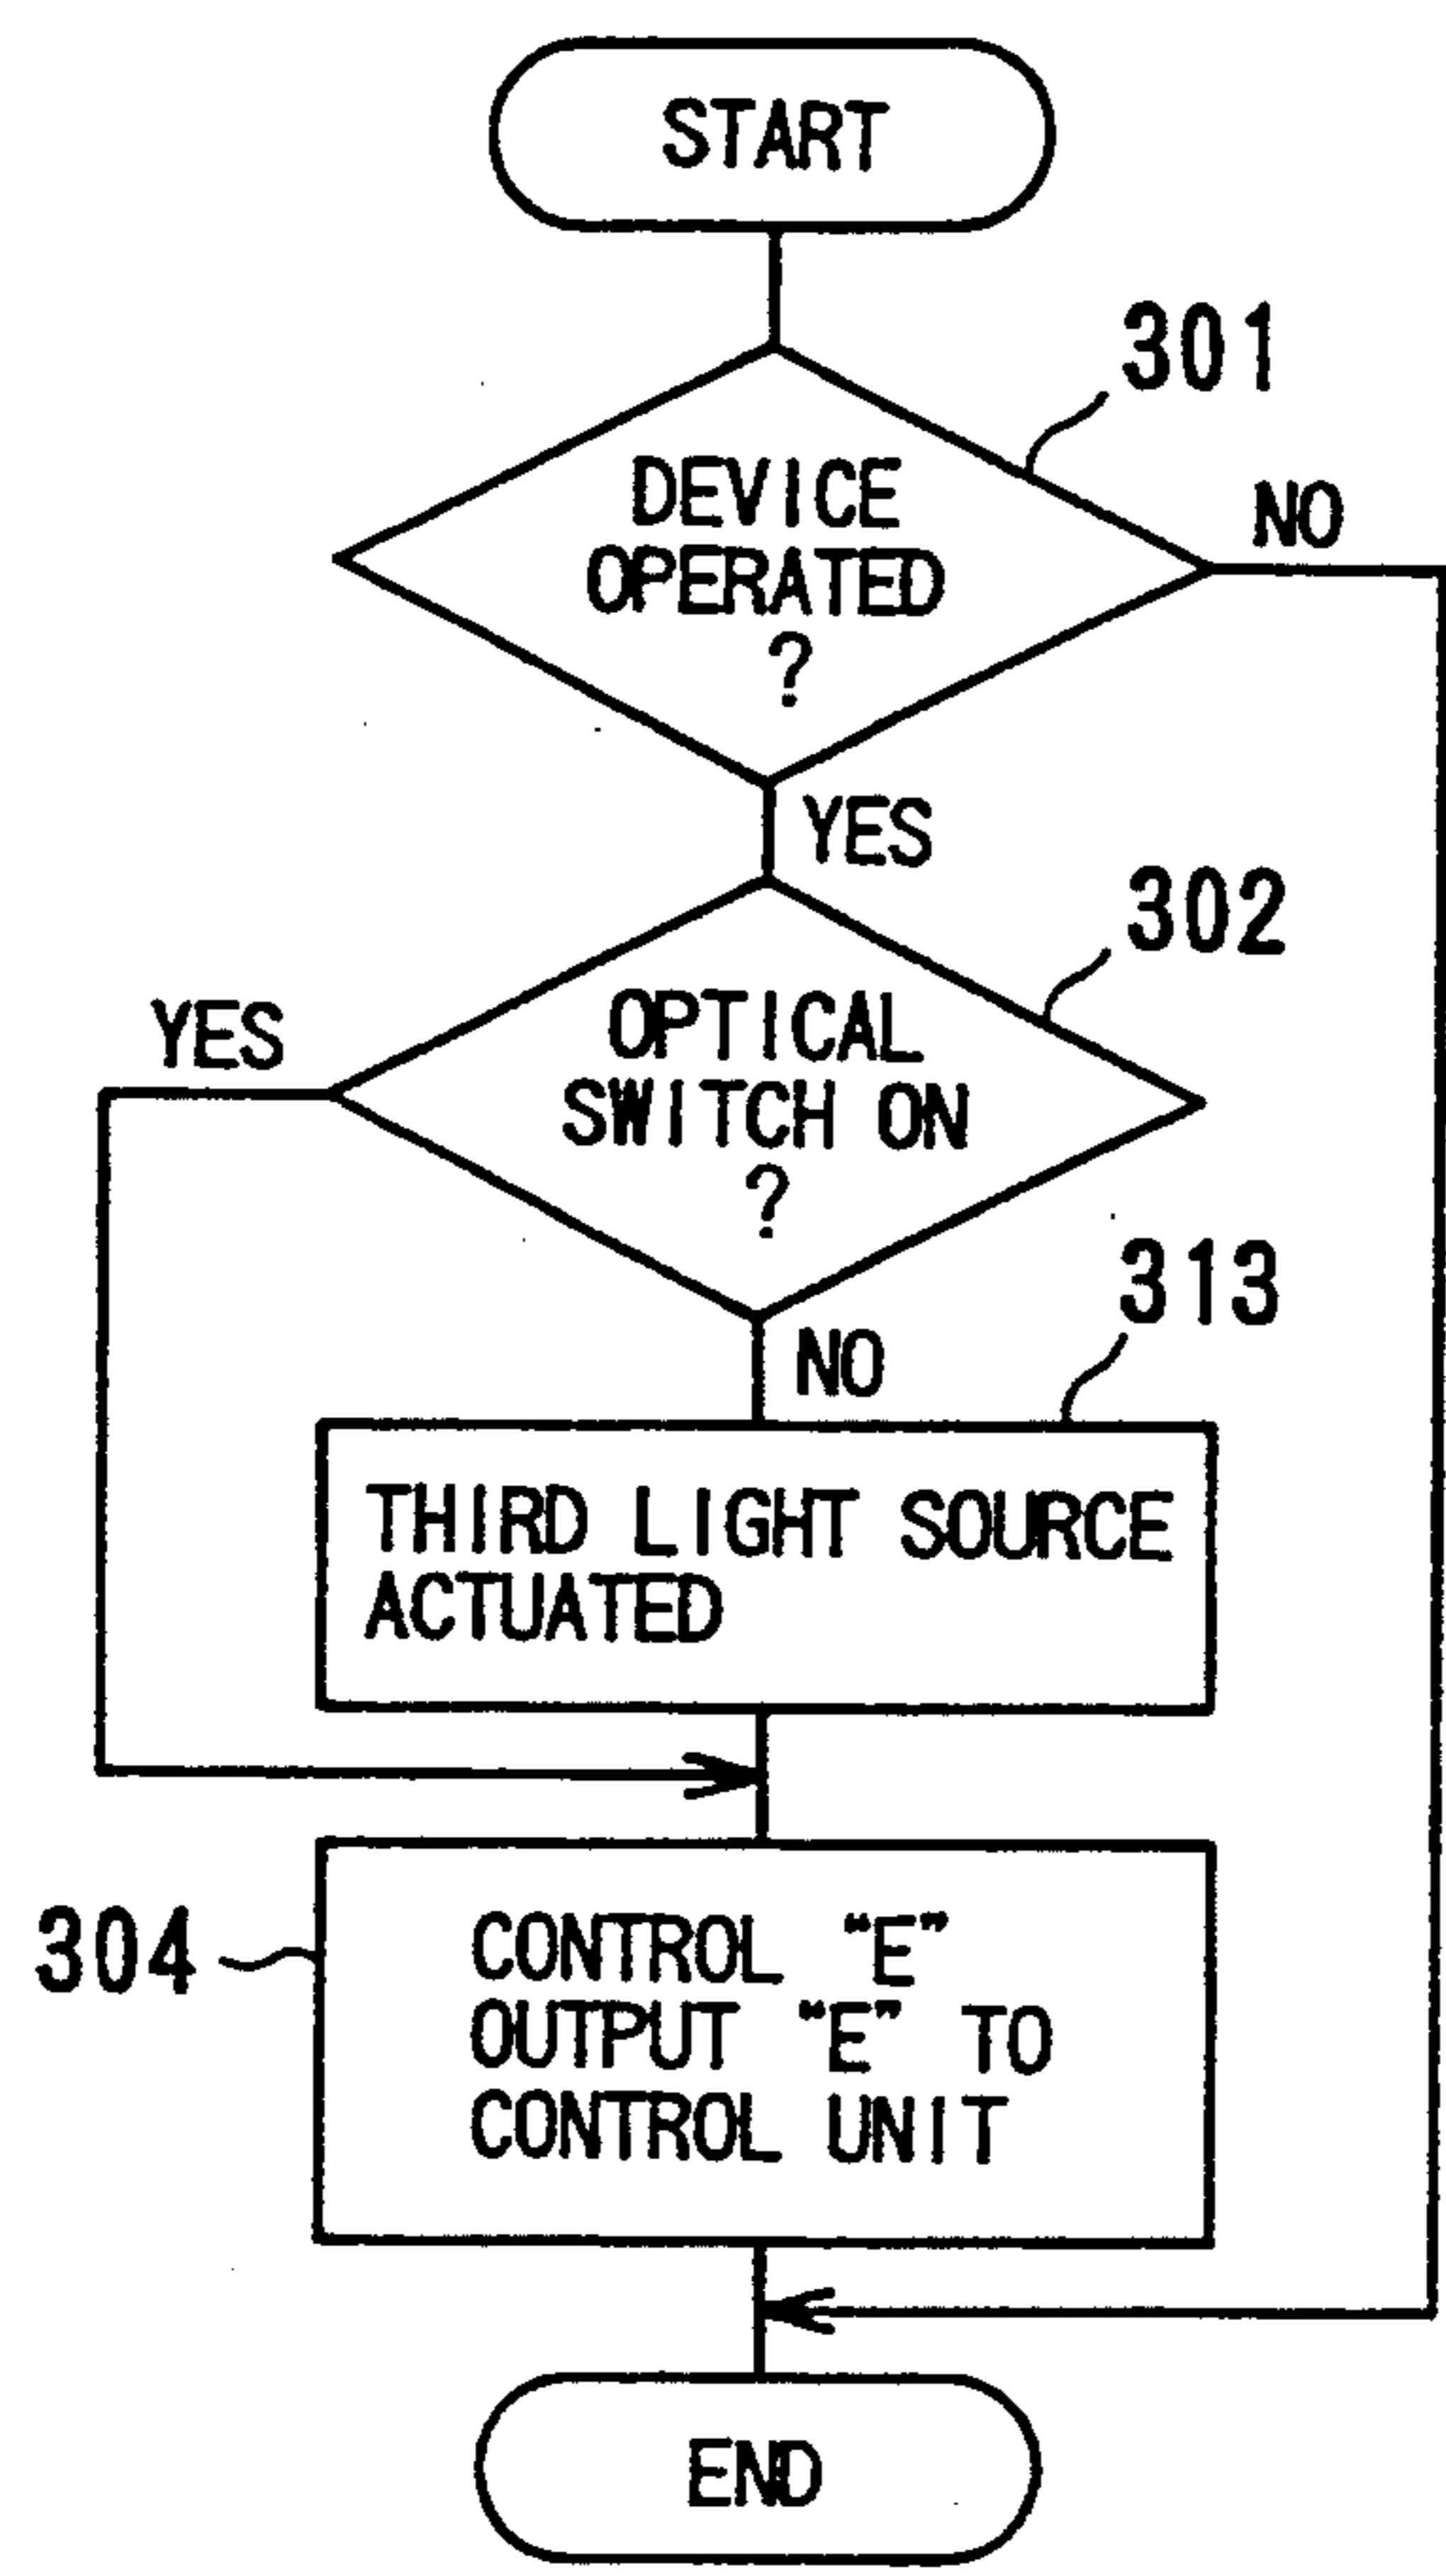 START
301
DEVICE
OPERATED
?
NO
YES
302
YES
OPTICAL
SWITCH ON
?
313
NO
THIRD LIGHT SOURCE
ACTUATED
304
CONTROL "E"
OUTPUT "E" TO
CONTROL UNIT
END